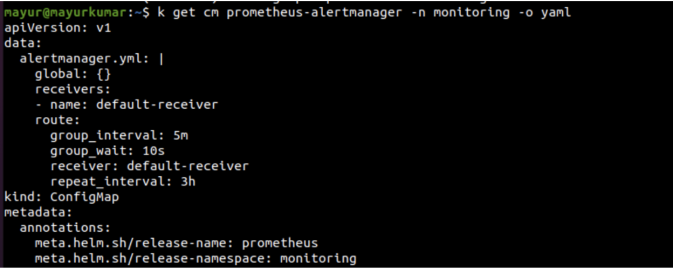 mayur@mayurkumar:~$ k get cm prometheus-alertmanager -n monitoring -o yaml
apiVersion: v1
data:
  alertmanager.yml: |
    global: {}
    receivers:
    - name: default-receiver
    route:
      group_interval: 5m
      group_wait: 10s
      receiver: default-receiver
      repeat_interval: 3h
kind: ConfigMap
metadata:
  annotations:
    meta.helm.sh/release-name: prometheus
    meta.helm.sh/release-namespace: monitoring